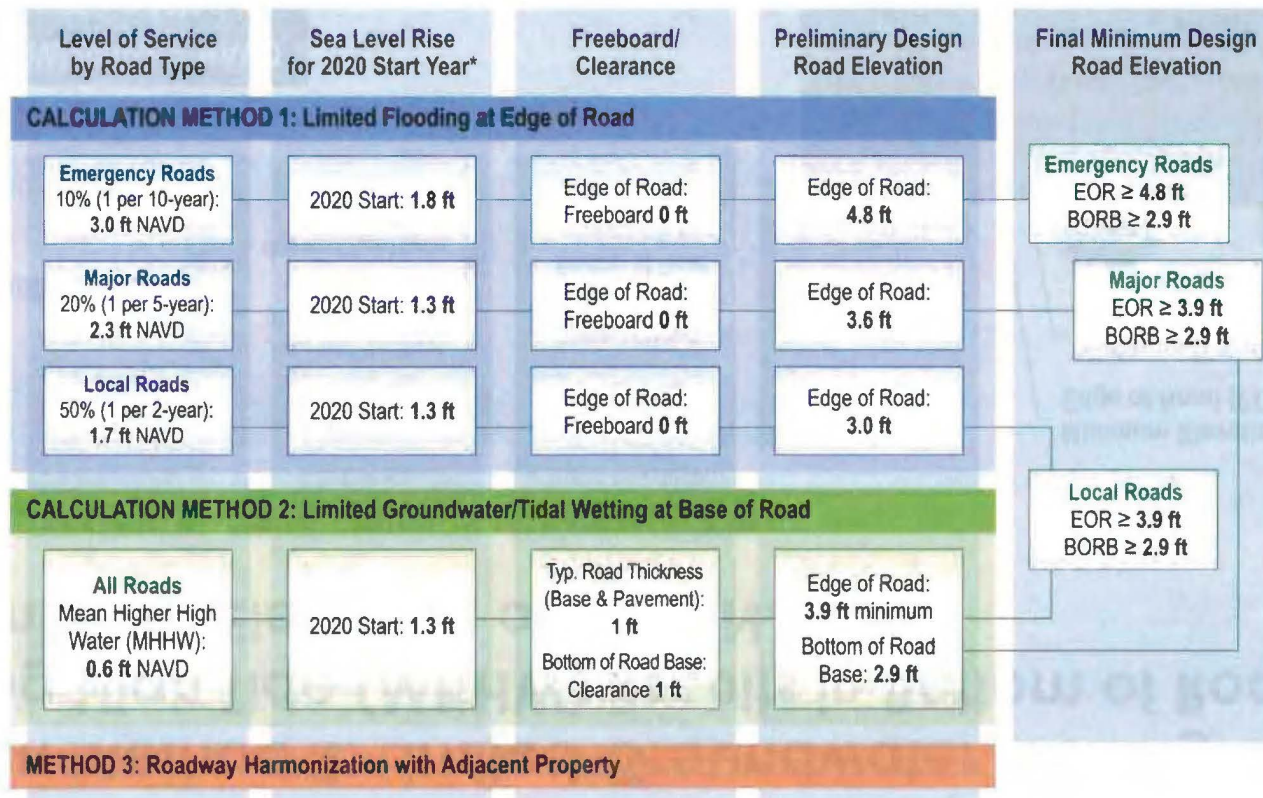 Level of Service
by Road Type
Sea Level Rise
for 2020 Start Year*
Freeboard/
Clearance
Preliminary Design
Road Elevation
Final Minimum Design
Road Elevation
CALCULATION METHOD 1: Limited Flooding at Edge of Road
Emergency Roads
10% (1 per 10-year):
3.0 ft NAVD
2020 Start: 1.8 ft
Edge of Road:
Freeboard 0 ft
Edge of Road:
4.8 ft
Emergency Roads
EOR ≥ 4.8 ft
BORB ≥ 2.9 ft
Major Roads
20% (1 per 5-year):
2.3 ft NAVD
2020 Start: 1.3 ft
Edge of Road:
Freeboard 0 ft
Edge of Road:
3.6 ft
Major Roads
EOR ≥ 3.9 ft
BORB ≥ 2.9 ft
Local Roads
50% (1 per 2-year):
1.7 ft NAVD
2020 Start: 1.3 ft
Edge of Road:
Freeboard 0 ft
Edge of Road:
3.0 ft
Local Roads
EOR ≥ 3.9 ft
BORB ≥ 2.9 ft
CALCULATION METHOD 2: Limited Groundwater/Tidal Wetting at Base of Road
All Roads
Mean Higher High
Water (MHHW):
0.6 ft NAVD
2020 Start: 1.3 ft
Typ. Road Thickness
(Base & Pavement):
1 ft
Bottom of Road Base:
Clearance 1 ft
Edge of Road:
3.9 ft minimum
Bottom of Road
Base: 2.9 ft
METHOD 3: Roadway Harmonization with Adjacent Property